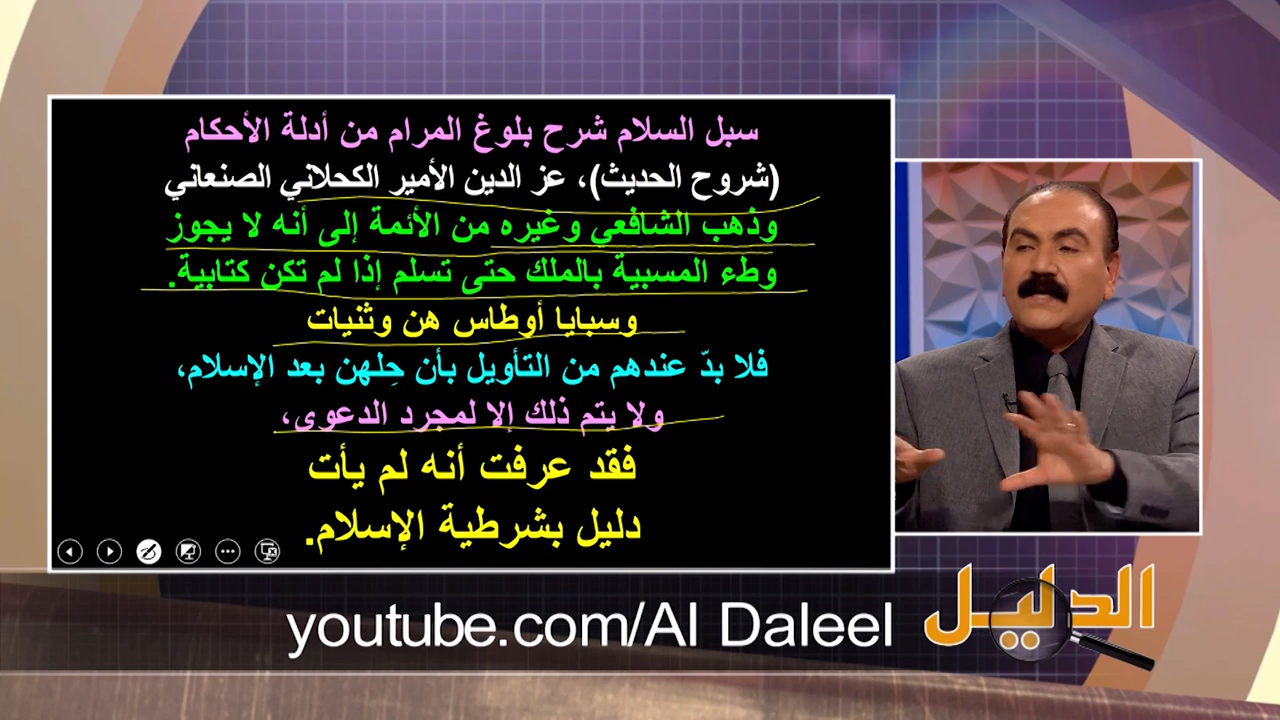 سبل السلام شرح بلوغ المرام من أدلة الأحكام
(شروح الحديث)، عز الدين الأمير الكحلاني الصنعاني
وذهب الشافعي وغيره من الأئمة إلى أنه لا يجوز
وطء المسبية بالملك حتى تسلم إذا لم تكن كتابية.
وسبايا أوطاس هن وثنيات
فلا بدّ عندهم من التأويل بأن حِلهن بعد الإسلام،
ولا يتم ذلك إلا لمجرد الدعوى،
فقد عرفت أنه لم يأت
دليل بشرطية الإسلام.
youtube.com/Al Daleel
الدليل